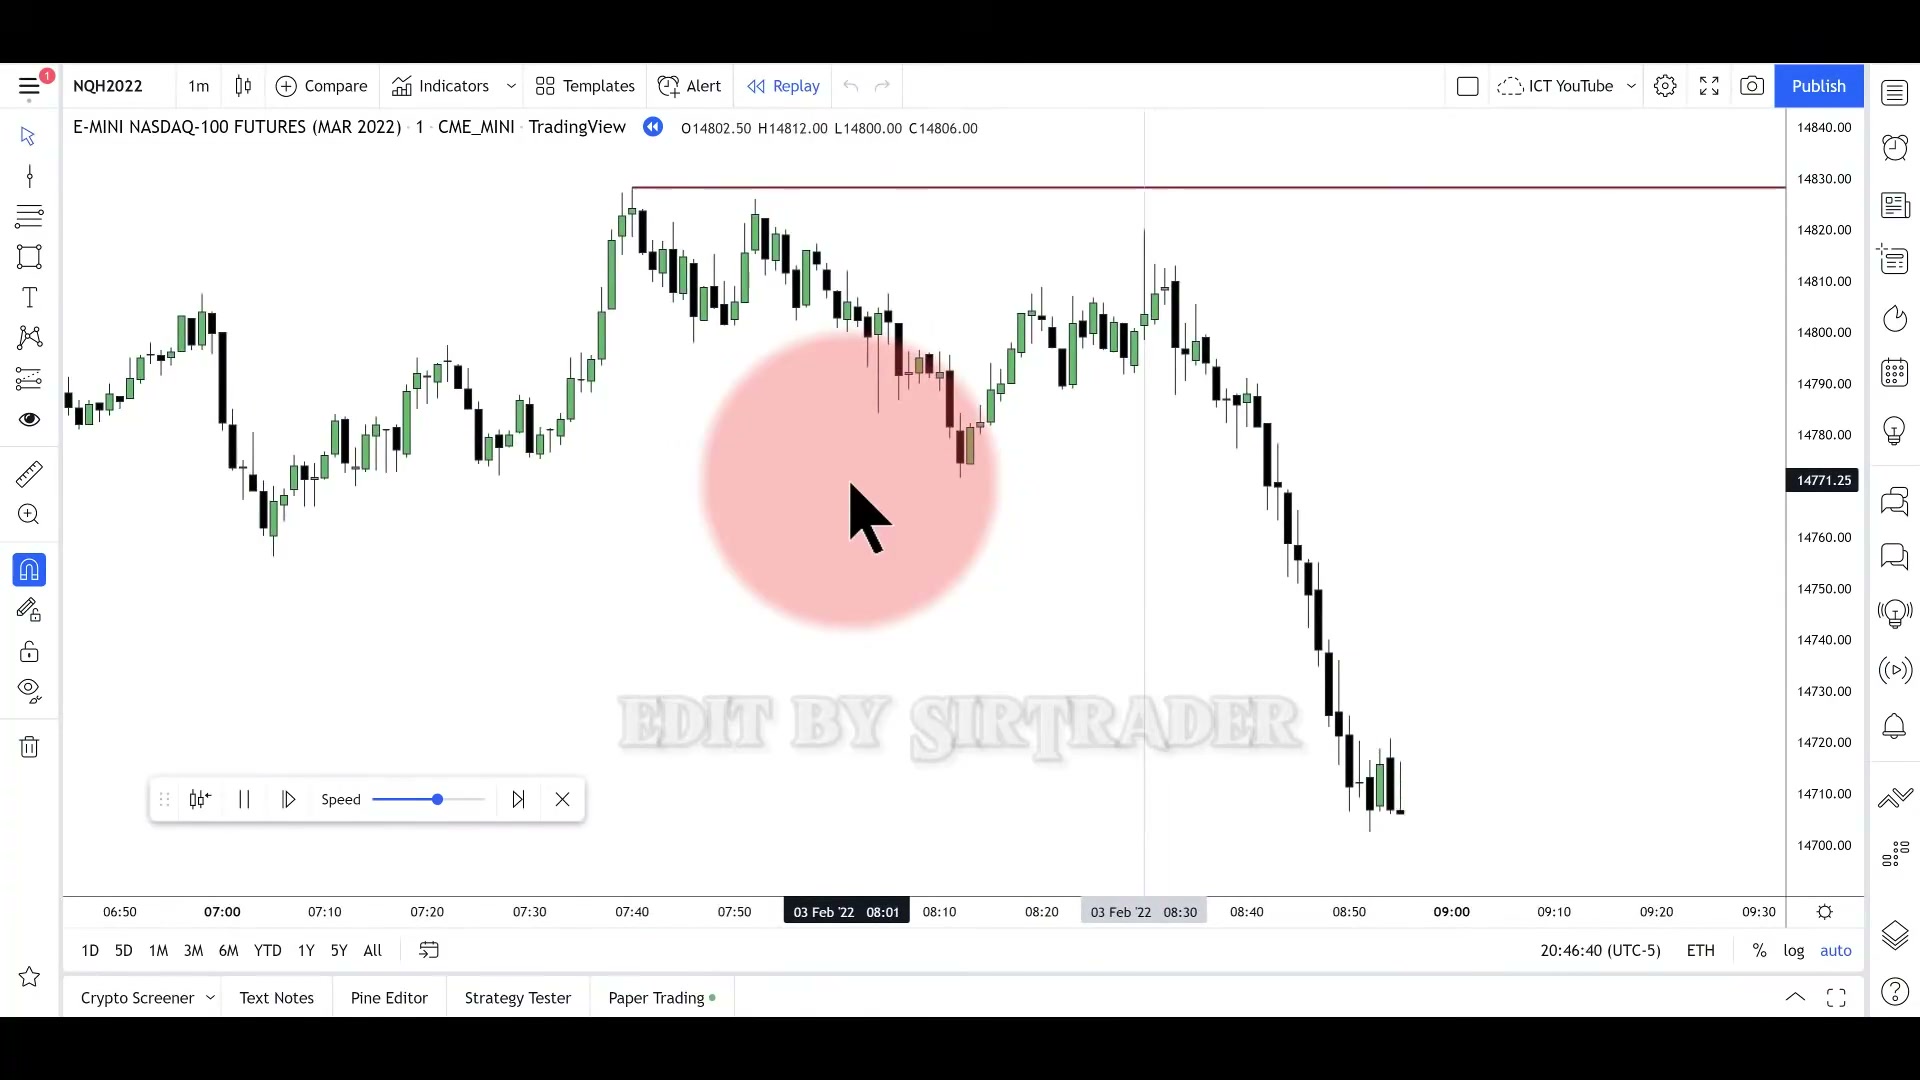 1
NQH2022 1m Compare Indicators Templates Alert Replay ICT YouTube Publish
E-MINI NASDAQ-100 FUTURES (MAR 2022) · 1 · CME_MINI · TradingView O14802.50 H14812.00 L14800.00 C14806.00
14840.00
14830.00
14820.00
14810.00
14800.00
14790.00
14780.00
14771.25
14760.00
14750.00
14740.00
14730.00
14720.00
14710.00
14700.00
EDIT BY SIRTRADER
Speed
06:50 07:00 07:10 07:20 07:30 07:40 07:50 03 Feb '22 08:01 08:10 08:20 03 Feb '22 08:30 08:40 08:50 09:00 09:10 09:20 09:30
1D 5D 1M 3M 6M YTD 1Y 5Y All 20:46:40 (UTC-5) ETH % log auto
Crypto Screener Text Notes Pine Editor Strategy Tester Paper Trading